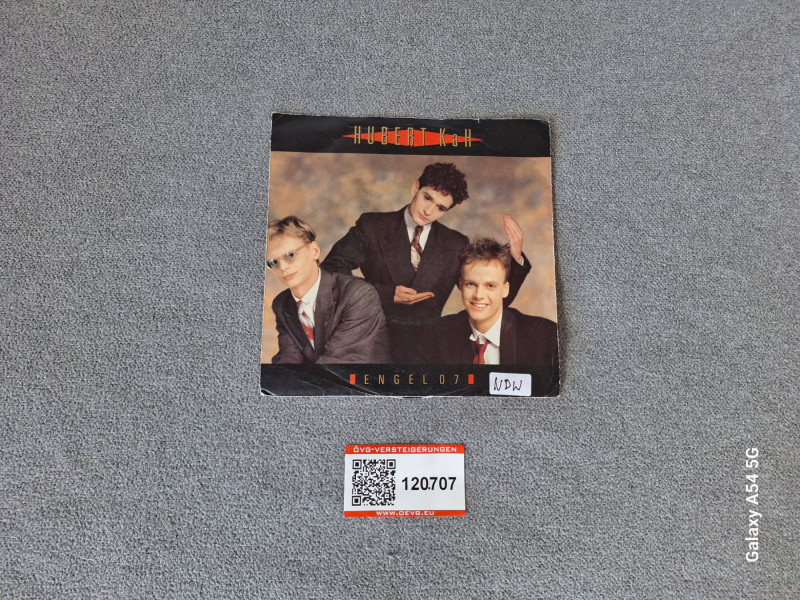 HUBERT KaH
ENGEL 07
NDW
ÖVG-VERSTEIGERUNGEN
120.707
WWW.OEVG.EU
Galaxy A54 5G